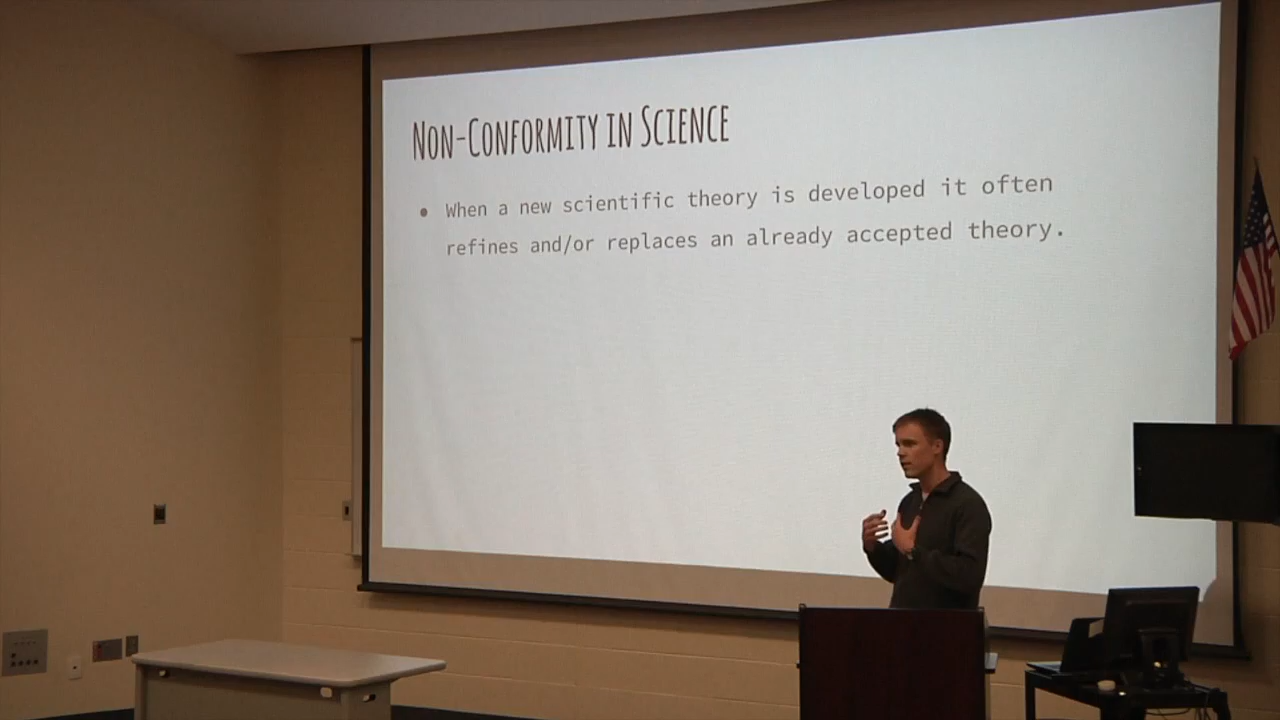 Non-Conformity in Science
• When a new scientific theory is developed it often
refines and/or replaces an already accepted theory.